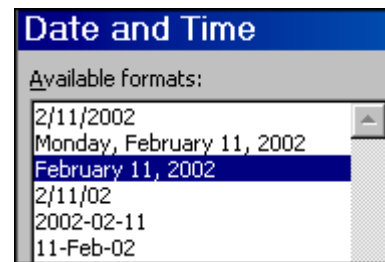 Date and Time
Available formats:
2/11/2002
Monday, February 11, 2002
February 11, 2002
2/11/02
2002-02-11
11-Feb-02